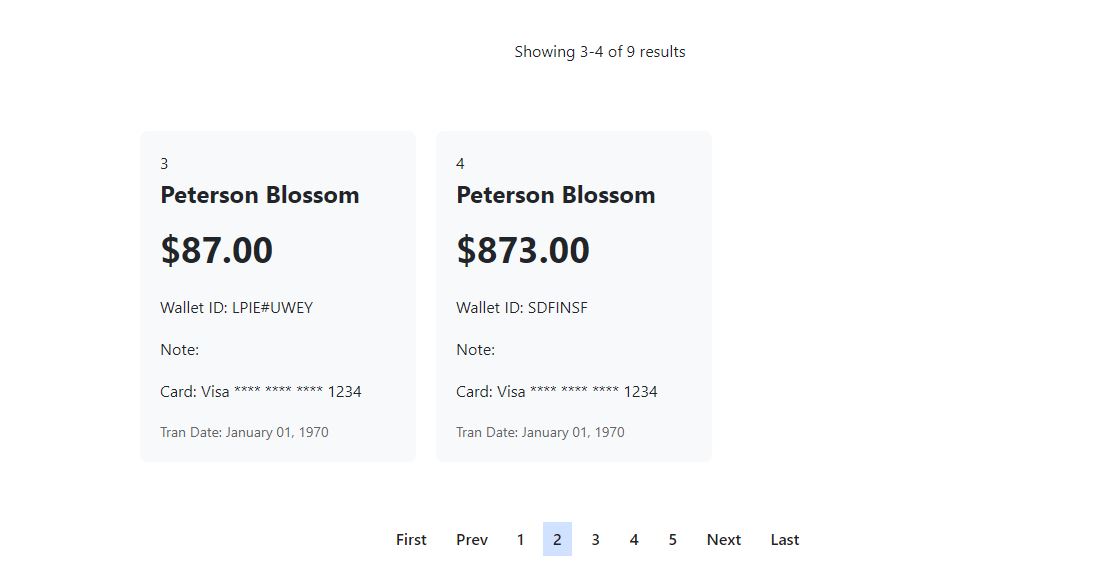 Showing 3-4 of 9 results
3
Peterson Blossom
$87.00
Wallet ID: LPIE#UWEY
Note:
Card: Visa **** **** **** 1234
Tran Date: January 01, 1970
4
Peterson Blossom
$873.00
Wallet ID: SDFINSF
Note:
Card: Visa **** **** **** 1234
Tran Date: January 01, 1970
First Prev 1 2 3 4 5 Next Last